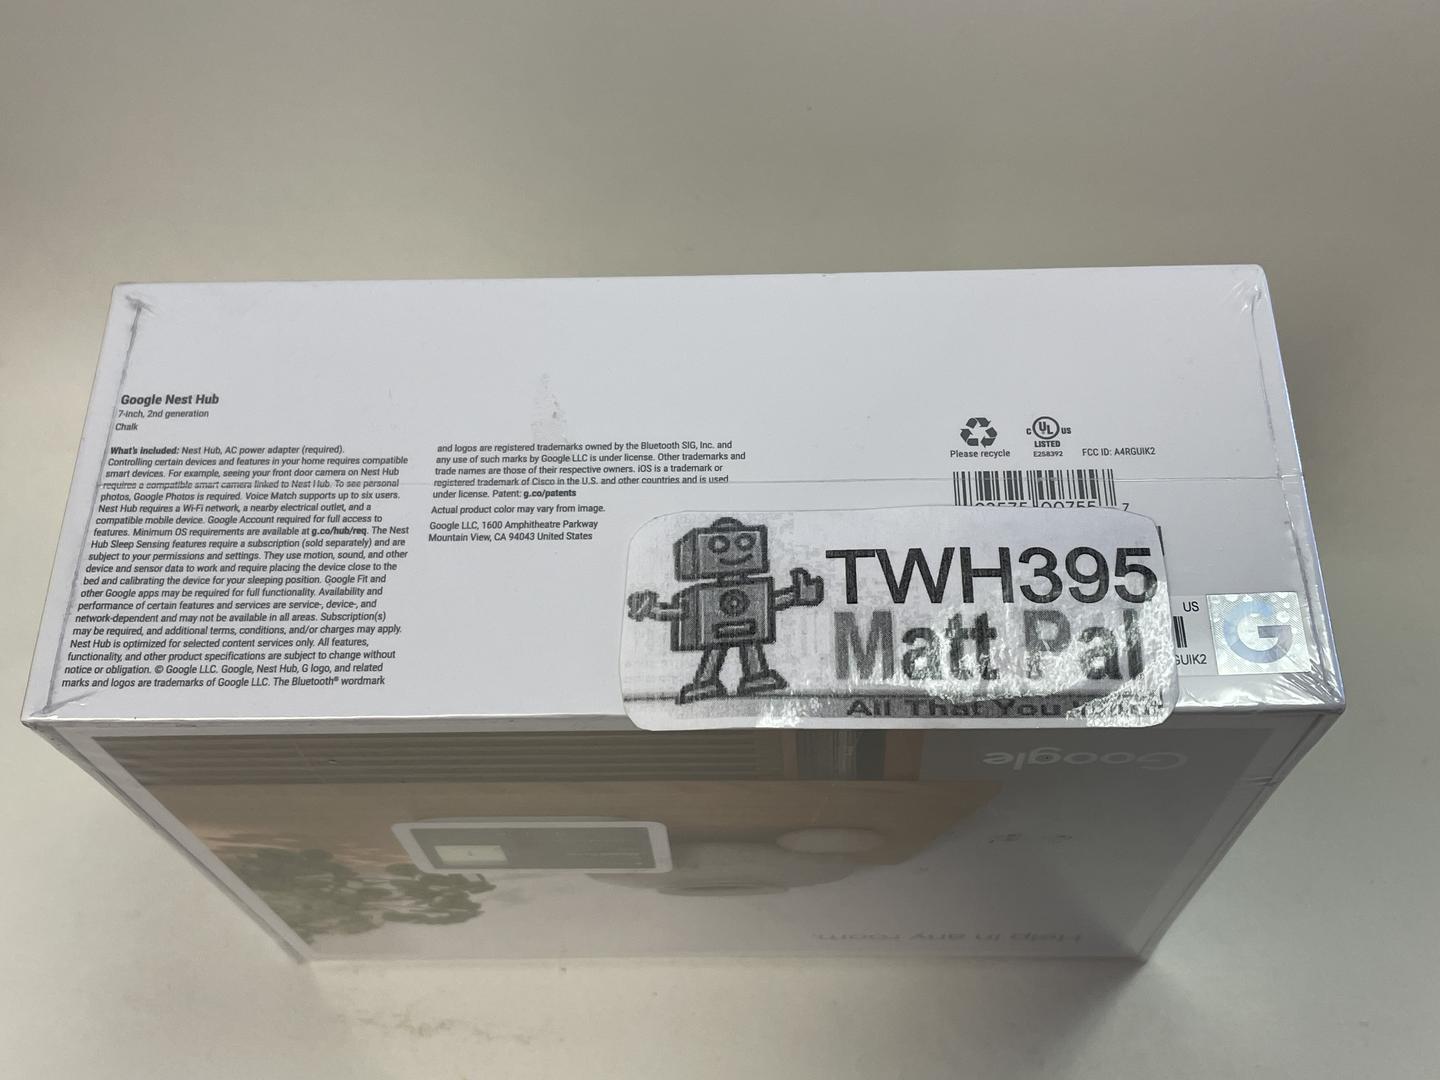 Google Nest Hub
7-inch, 2nd generation
Chalk
What's included: Nest Hub, AC power adapter (required).
Controlling certain devices and features in your home requires compatible
smart devices. For example, seeing your front door camera on Nest Hub
requires a compatible smart camera linked to Nest Hub. To see personal
photos, Google Photos is required. Voice Match supports up to six users.
Nest Hub requires a Wi-Fi network, a nearby electrical outlet, and a
compatible mobile device. Google Account required for full access to
features. Minimum OS requirements are available at g.co/hub/req. The Nest
Hub Sleep Sensing features require a subscription (sold separately) and are
subject to your permissions and settings. They use motion, sound, and other
device and sensor data to work and require placing the device close to the
bed and calibrating the device for your sleeping position. Google Fit and
other Google apps may be required for full functionality. Availability and
performance of certain features and services are service-, device-, and
network-dependent and may not be available in all areas. Subscription(s)
may be required, and additional terms, conditions, and/or charges may apply.
Nest Hub is optimized for selected content services only. All features,
functionality, and other product specifications are subject to change without
notice or obligation. © Google LLC. Google, Nest Hub, G logo, and related
marks and logos are trademarks of Google LLC. The Bluetooth® wordmark
and logos are registered trademarks owned by the Bluetooth SIG, Inc. and
any use of such marks by Google LLC is under license. Other trademarks and
trade names are those of their respective owners. iOS is a trademark or
registered trademark of Cisco in the U.S. and other countries and is used
under license. Patent: g.co/patents
Actual product color may vary from image.
Google LLC, 1600 Amphitheatre Parkway
Mountain View, CA 94043 United States
Please recycle
C UL US
LISTED
E258392
FCC ID: A4RGUIK2
7
TWH395
Matt Pal
All That You
US
GUIK2
G
Google
Help in any room.